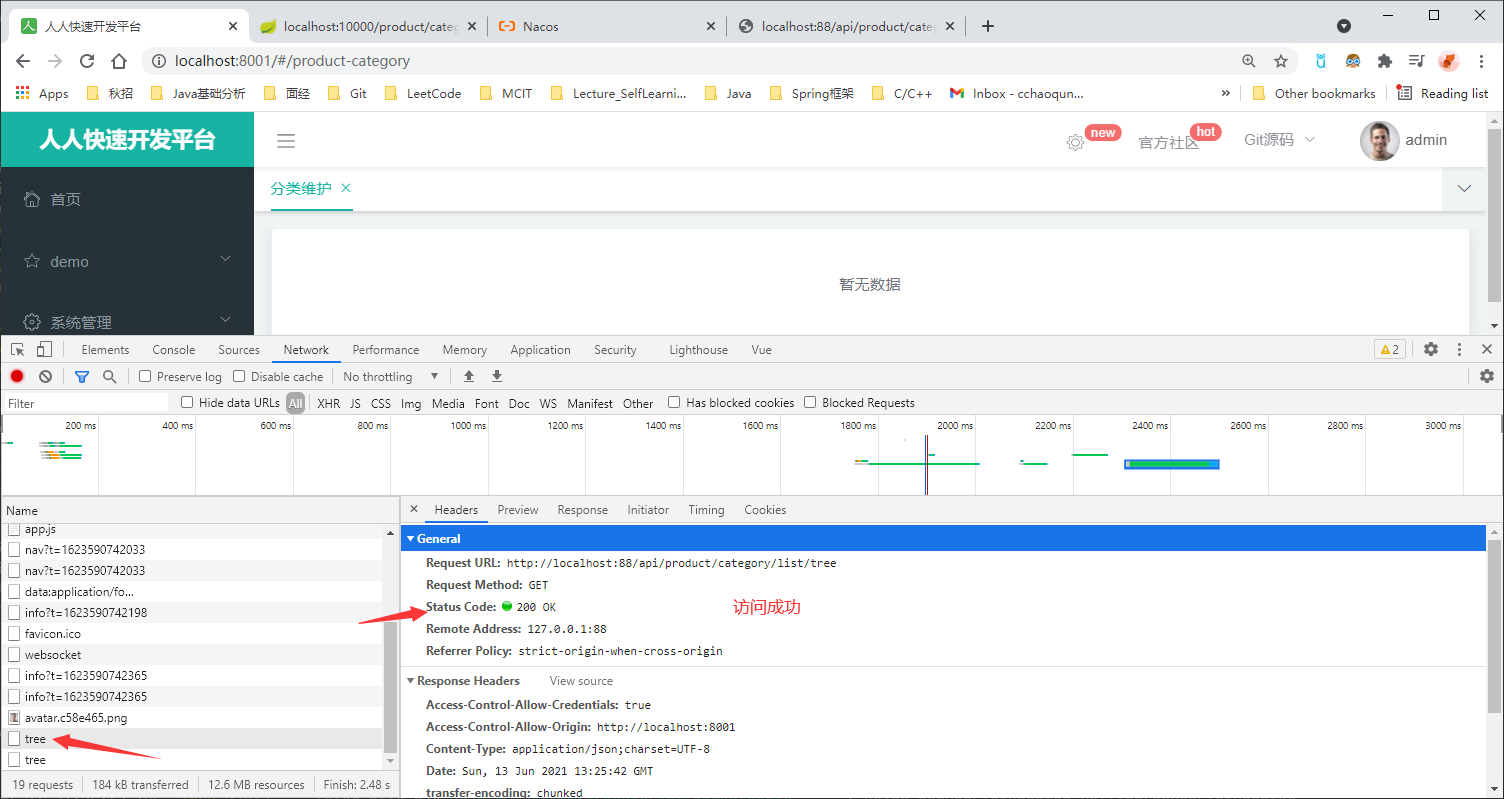 人人快速开发平台
localhost:10000/product/categ
Nacos
localhost:88/api/product/cate
localhost:8001/#/product-category
Apps
秋招
Java基础分析
面经
Git
LeetCode
MCIT
Lecture_SelfLearni...
Java
Spring框架
C/C++
Inbox - cchaoqun...
»
Other bookmarks
Reading list
人人快速开发平台
new
官方社区
hot
Git源码
admin
首页
分类维护
demo
系统管理
暂无数据
Elements
Console
Sources
Network
Performance
Memory
Application
Security
Lighthouse
Vue
2
Preserve log
Disable cache
No throttling
Filter
Hide data URLs
All
XHR
JS
CSS
Img
Media
Font
Doc
WS
Manifest
Other
Has blocked cookies
Blocked Requests
200 ms
400 ms
600 ms
800 ms
1000 ms
1200 ms
1400 ms
1600 ms
1800 ms
2000 ms
2200 ms
2400 ms
2600 ms
2800 ms
3000 ms
Name
app.js
nav?t=1623590742033
nav?t=1623590742033
data:application/fo...
info?t=1623590742198
favicon.ico
websocket
info?t=1623590742365
info?t=1623590742365
avatar.c58e465.png
tree
tree
19 requests
184 kB transferred
12.6 MB resources
Finish: 2.48 s
Headers
Preview
Response
Initiator
Timing
Cookies
General
Request URL: http://localhost:88/api/product/category/list/tree
Request Method: GET
Status Code: 200 OK
访问成功
Remote Address: 127.0.0.1:88
Referrer Policy: strict-origin-when-cross-origin
Response Headers
View source
Access-Control-Allow-Credentials: true
Access-Control-Allow-Origin: http://localhost:8001
Content-Type: application/json;charset=UTF-8
Date: Sun, 13 Jun 2021 13:25:42 GMT
transfer-encoding: chunked